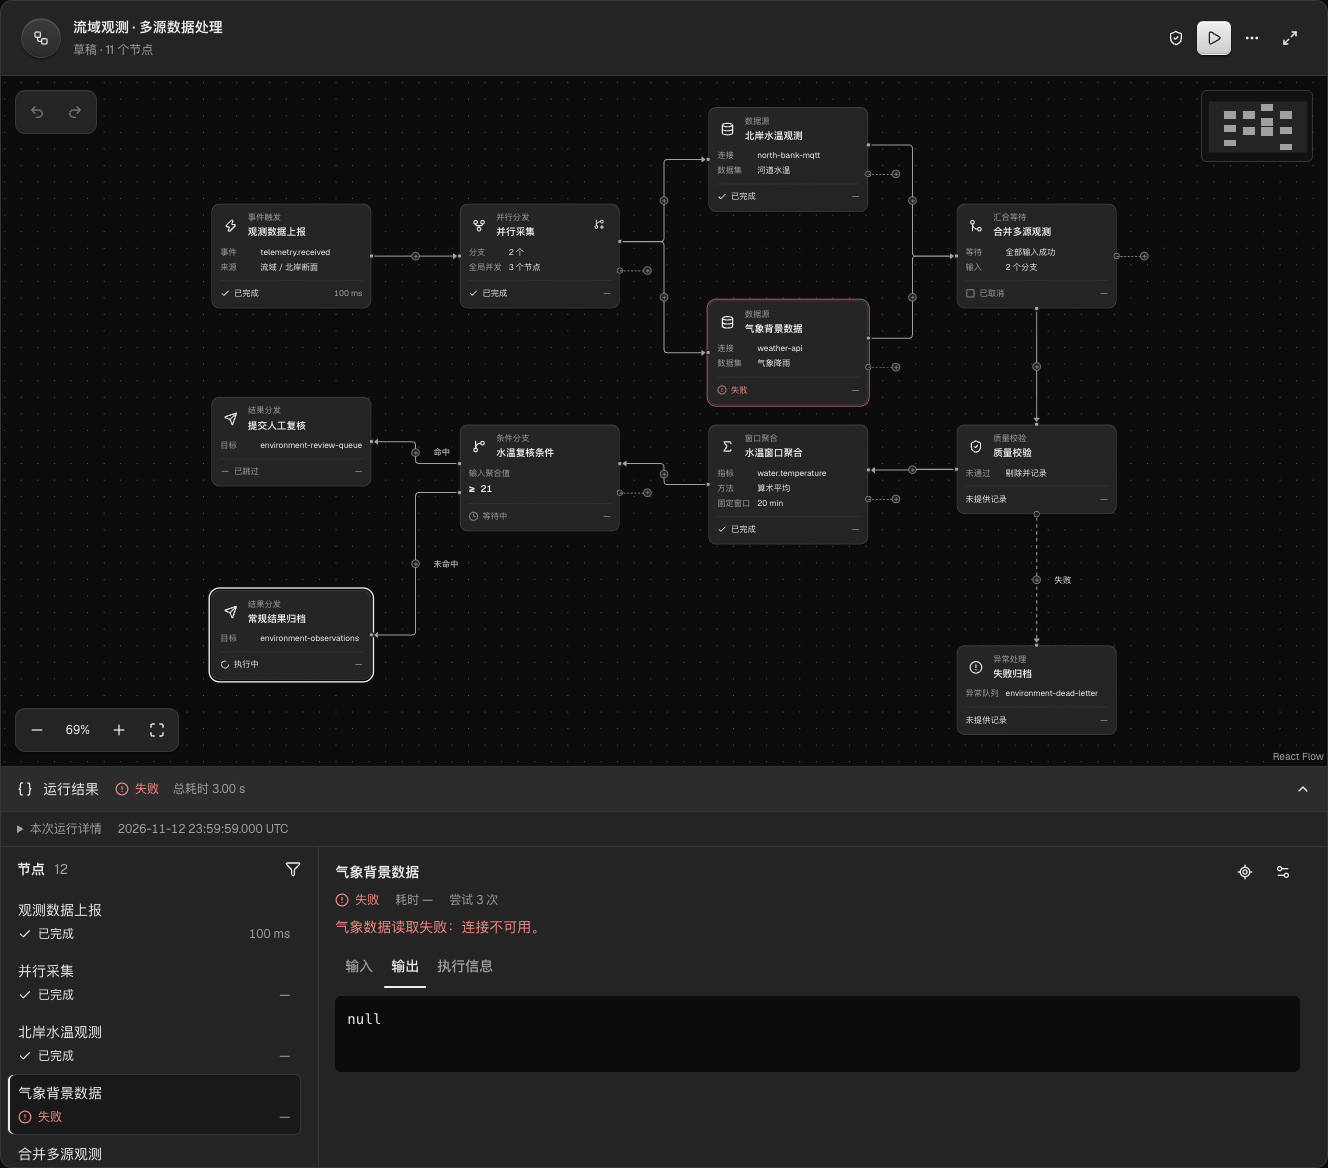 流域观测 · 多源数据处理
草稿 · 11 个节点
数据源
北岸水温观测
连接 north-bank-mqtt
数据集 河道水温
已完成 —
事件触发
观测数据上报
事件 telemetry.received
来源 流域 / 北岸断面
已完成 100 ms
并行分发
并行采集
分支 2 个
全局并发 3 个节点
已完成 —
汇合等待
合并多源观测
等待 全部输入成功
输入 2 个分支
已取消 —
数据源
气象背景数据
连接 weather-api
数据集 气象降雨
失败 —
结果分发
提交人工复核
目标 environment-review-queue
已跳过 —
命中
条件分支
水温复核条件
输入聚合值
≥ 21
等待中 —
窗口聚合
水温窗口聚合
指标 water.temperature
方法 算术平均
固定窗口 20 min
已完成 —
质量校验
质量校验
未通过 剔除并记录
未提供记录 —
未命中
失败
结果分发
常规结果归档
目标 environment-observations
执行中 —
异常处理
失败归档
异常队列 environment-dead-letter
未提供记录 —
69%
React Flow
运行结果 失败 总耗时 3.00 s
本次运行详情 2026-11-12 23:59:59.000 UTC
节点 12
观测数据上报
已完成 100 ms
并行采集
已完成 —
北岸水温观测
已完成 —
气象背景数据
失败 —
合并多源观测
气象背景数据
失败 耗时 — 尝试 3 次
气象数据读取失败：连接不可用。
输入 输出 执行信息
null